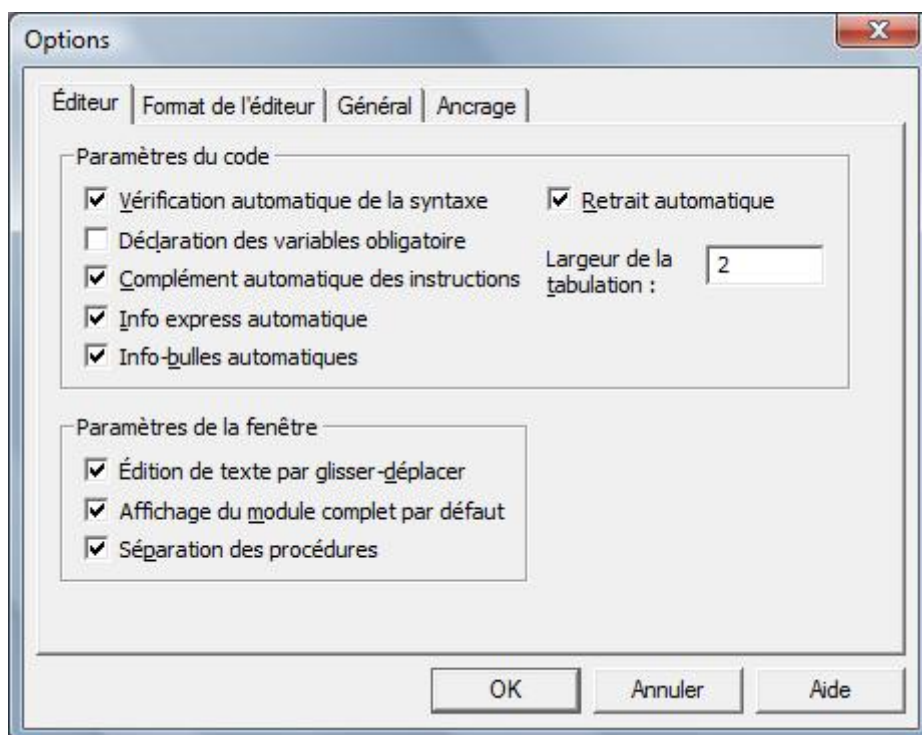 Options
Éditeur Format de l'éditeur Général Ancrage
Paramètres du code
Vérification automatique de la syntaxe
Déclaration des variables obligatoire
Complément automatique des instructions
Info express automatique
Info-bulles automatiques
Retrait automatique
Largeur de la
tabulation :
2
Paramètres de la fenêtre
Édition de texte par glisser-déplacer
Affichage du module complet par défaut
Séparation des procédures
OK Annuler Aide